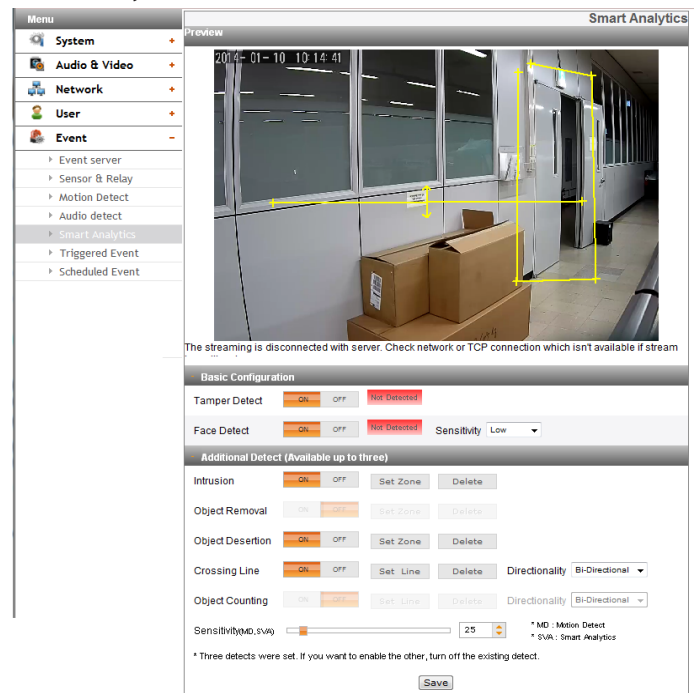 Menu
Smart Analytics
Preview
System +
Audio & Video +
Network +
User +
Event -
Event server
Sensor & Relay
Motion Detect
Audio detect
Smart Analytics
Triggered Event
Scheduled Event
2014-01-10 10:14:41
The streaming is disconnected with server. Check network or TCP connection which isn't available if stream
Basic Configuration
Tamper Detect ON OFF Not Detected
Face Detect ON OFF Not Detected Sensitivity Low
Additional Detect (Available up to three)
Intrusion ON OFF Set Zone Delete
Object Removal ON OFF Set Zone Delete
Object Desertion ON OFF Set Zone Delete
Crossing Line ON OFF Set Line Delete Directionality Bi-Directional
Object Counting ON OFF Set Line Delete Directionality Bi-Directional
Sensitivity(MD,SVA) 25 * MD : Motion Detect
* SVA : Smart Analytics
* Three detects were set. If you want to enable the other, turn off the existing detect.
Save